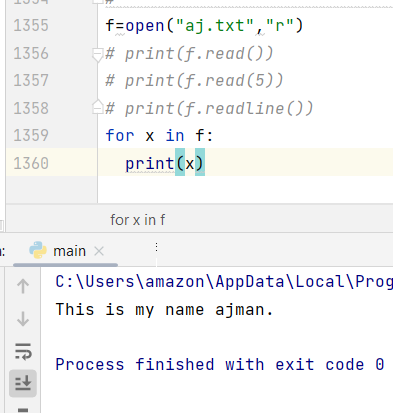 1355 f=open("aj.txt","r")
1356 # print(f.read())
1357 # print(f.read(5))
1358 # print(f.readline())
1359 for x in f:
1360 print(x)
for x in f
main
C:\Users\amazon\AppData\Local\Prog
This is my name ajman.
Process finished with exit code 0